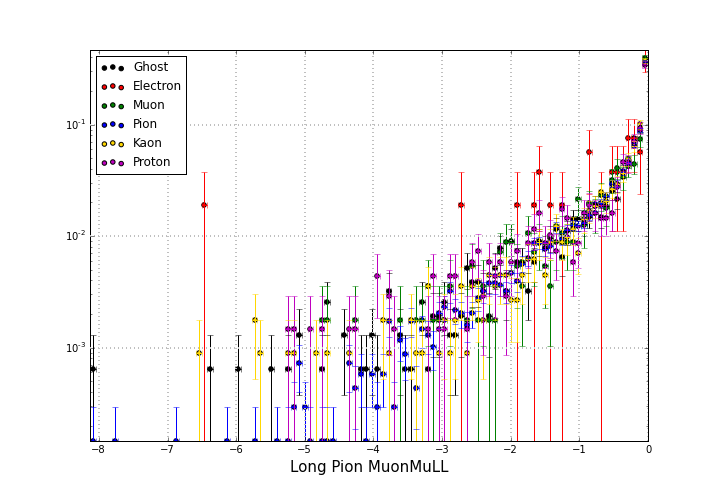 Ghost
Electron
Muon
Pion
Kaon
Proton
10⁻¹
10⁻²
10⁻³
−8 −7 −6 −5 −4 −3 −2 −1 0
Long Pion MuonMuLL